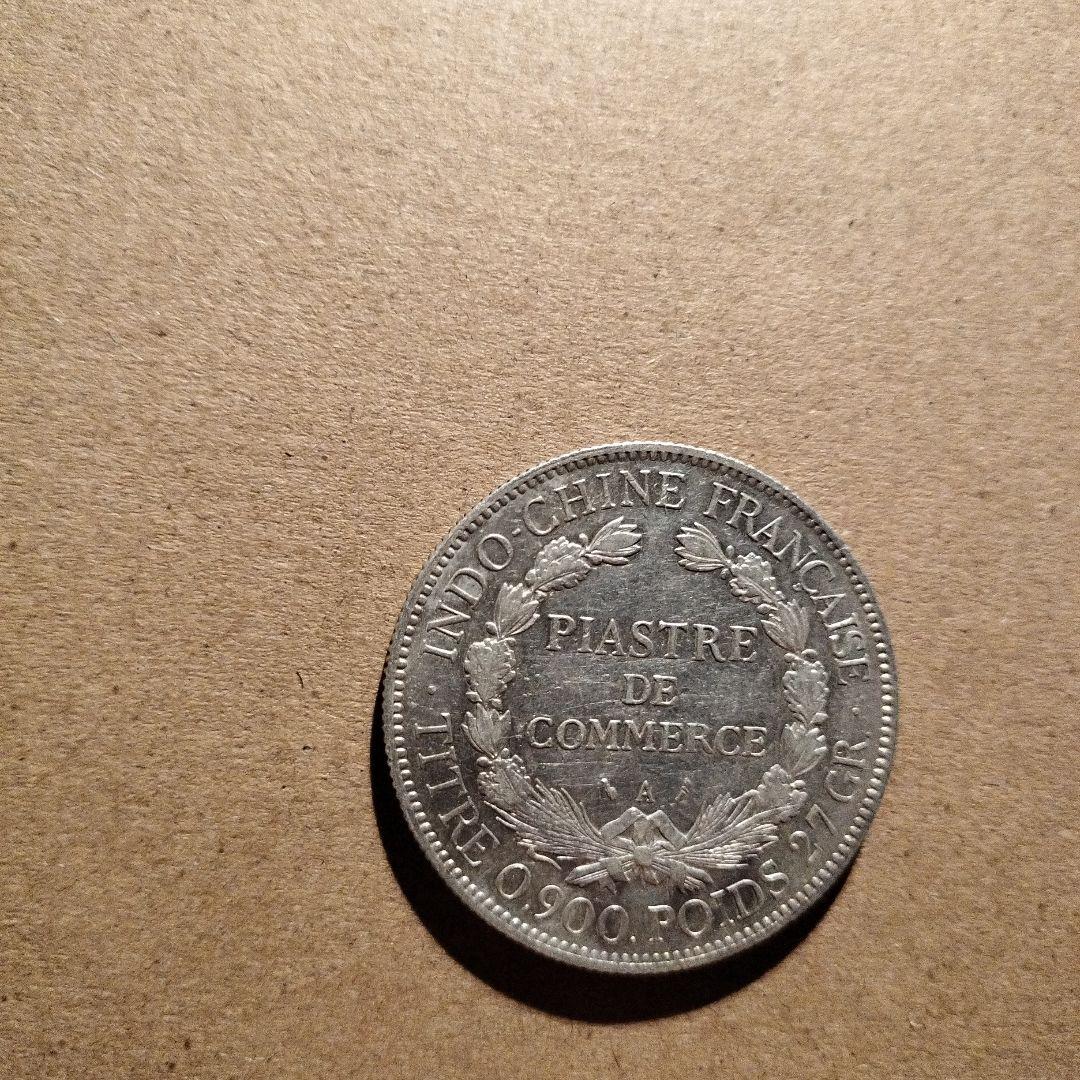 INDO-CHINE FRANÇAISE
PIASTRE
DE
COMMERCE
A
· TITRE 0,900. POIDS 27 GR ·